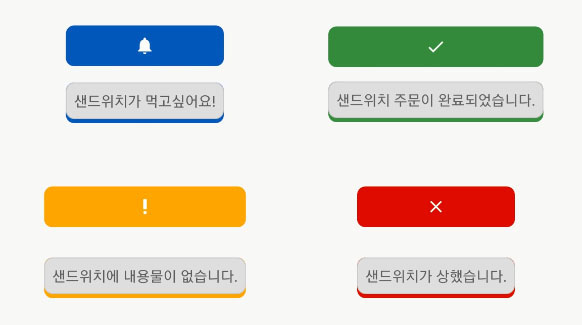 샌드위치가 먹고싶어요!
샌드위치 주문이 완료되었습니다.
샌드위치에 내용물이 없습니다.
샌드위치가 상했습니다.